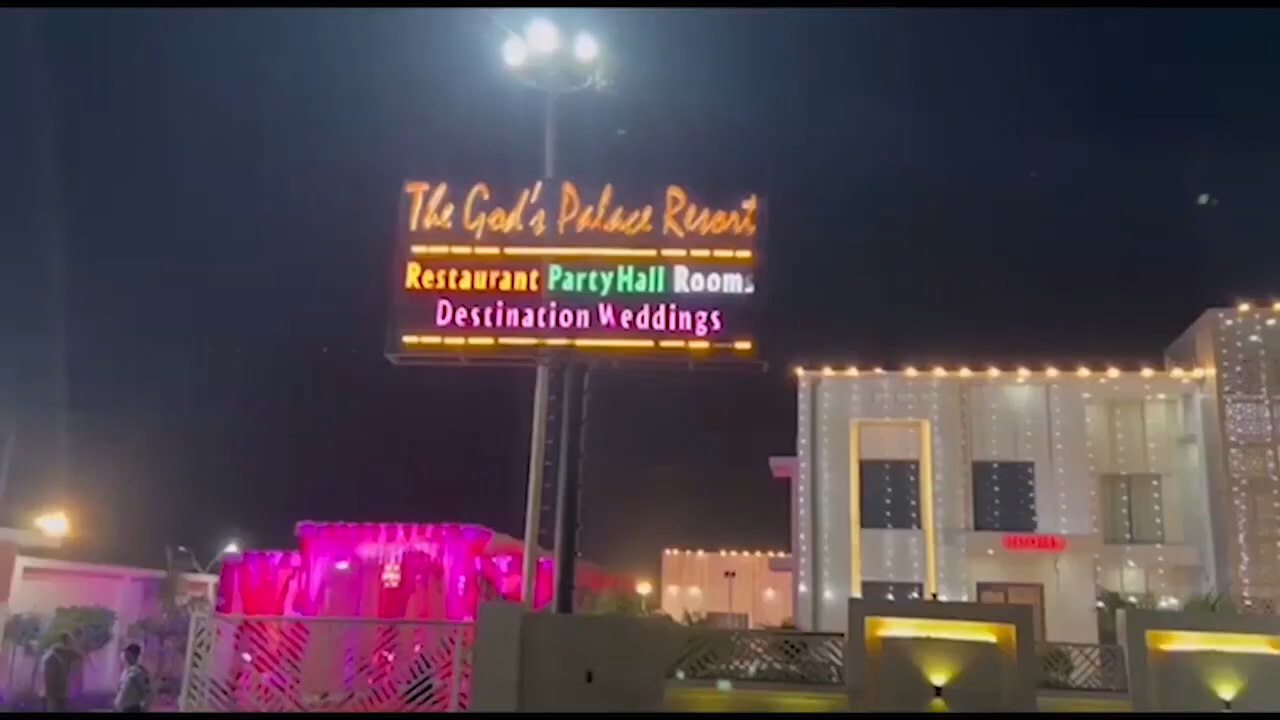 The God's Palace Resort
Restaurant PartyHall Rooms
Destination Weddings